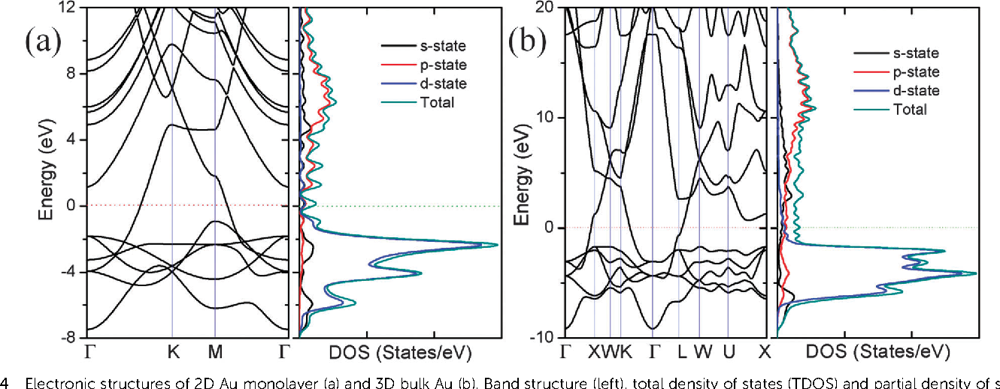 (a)
12
8
4
0
-4
-8
Energy (eV)
Γ K M Γ
s-state
p-state
d-state
Total
DOS (States/eV)
(b)
20
10
0
-10
Energy (eV)
Γ X W K Γ L W U X
s-state
p-state
d-state
Total
DOS (States/eV)
4 Electronic structures of 2D Au monolayer (a) and 3D bulk Au (b). Band structure (left), total density of states (TDOS) and partial density of s